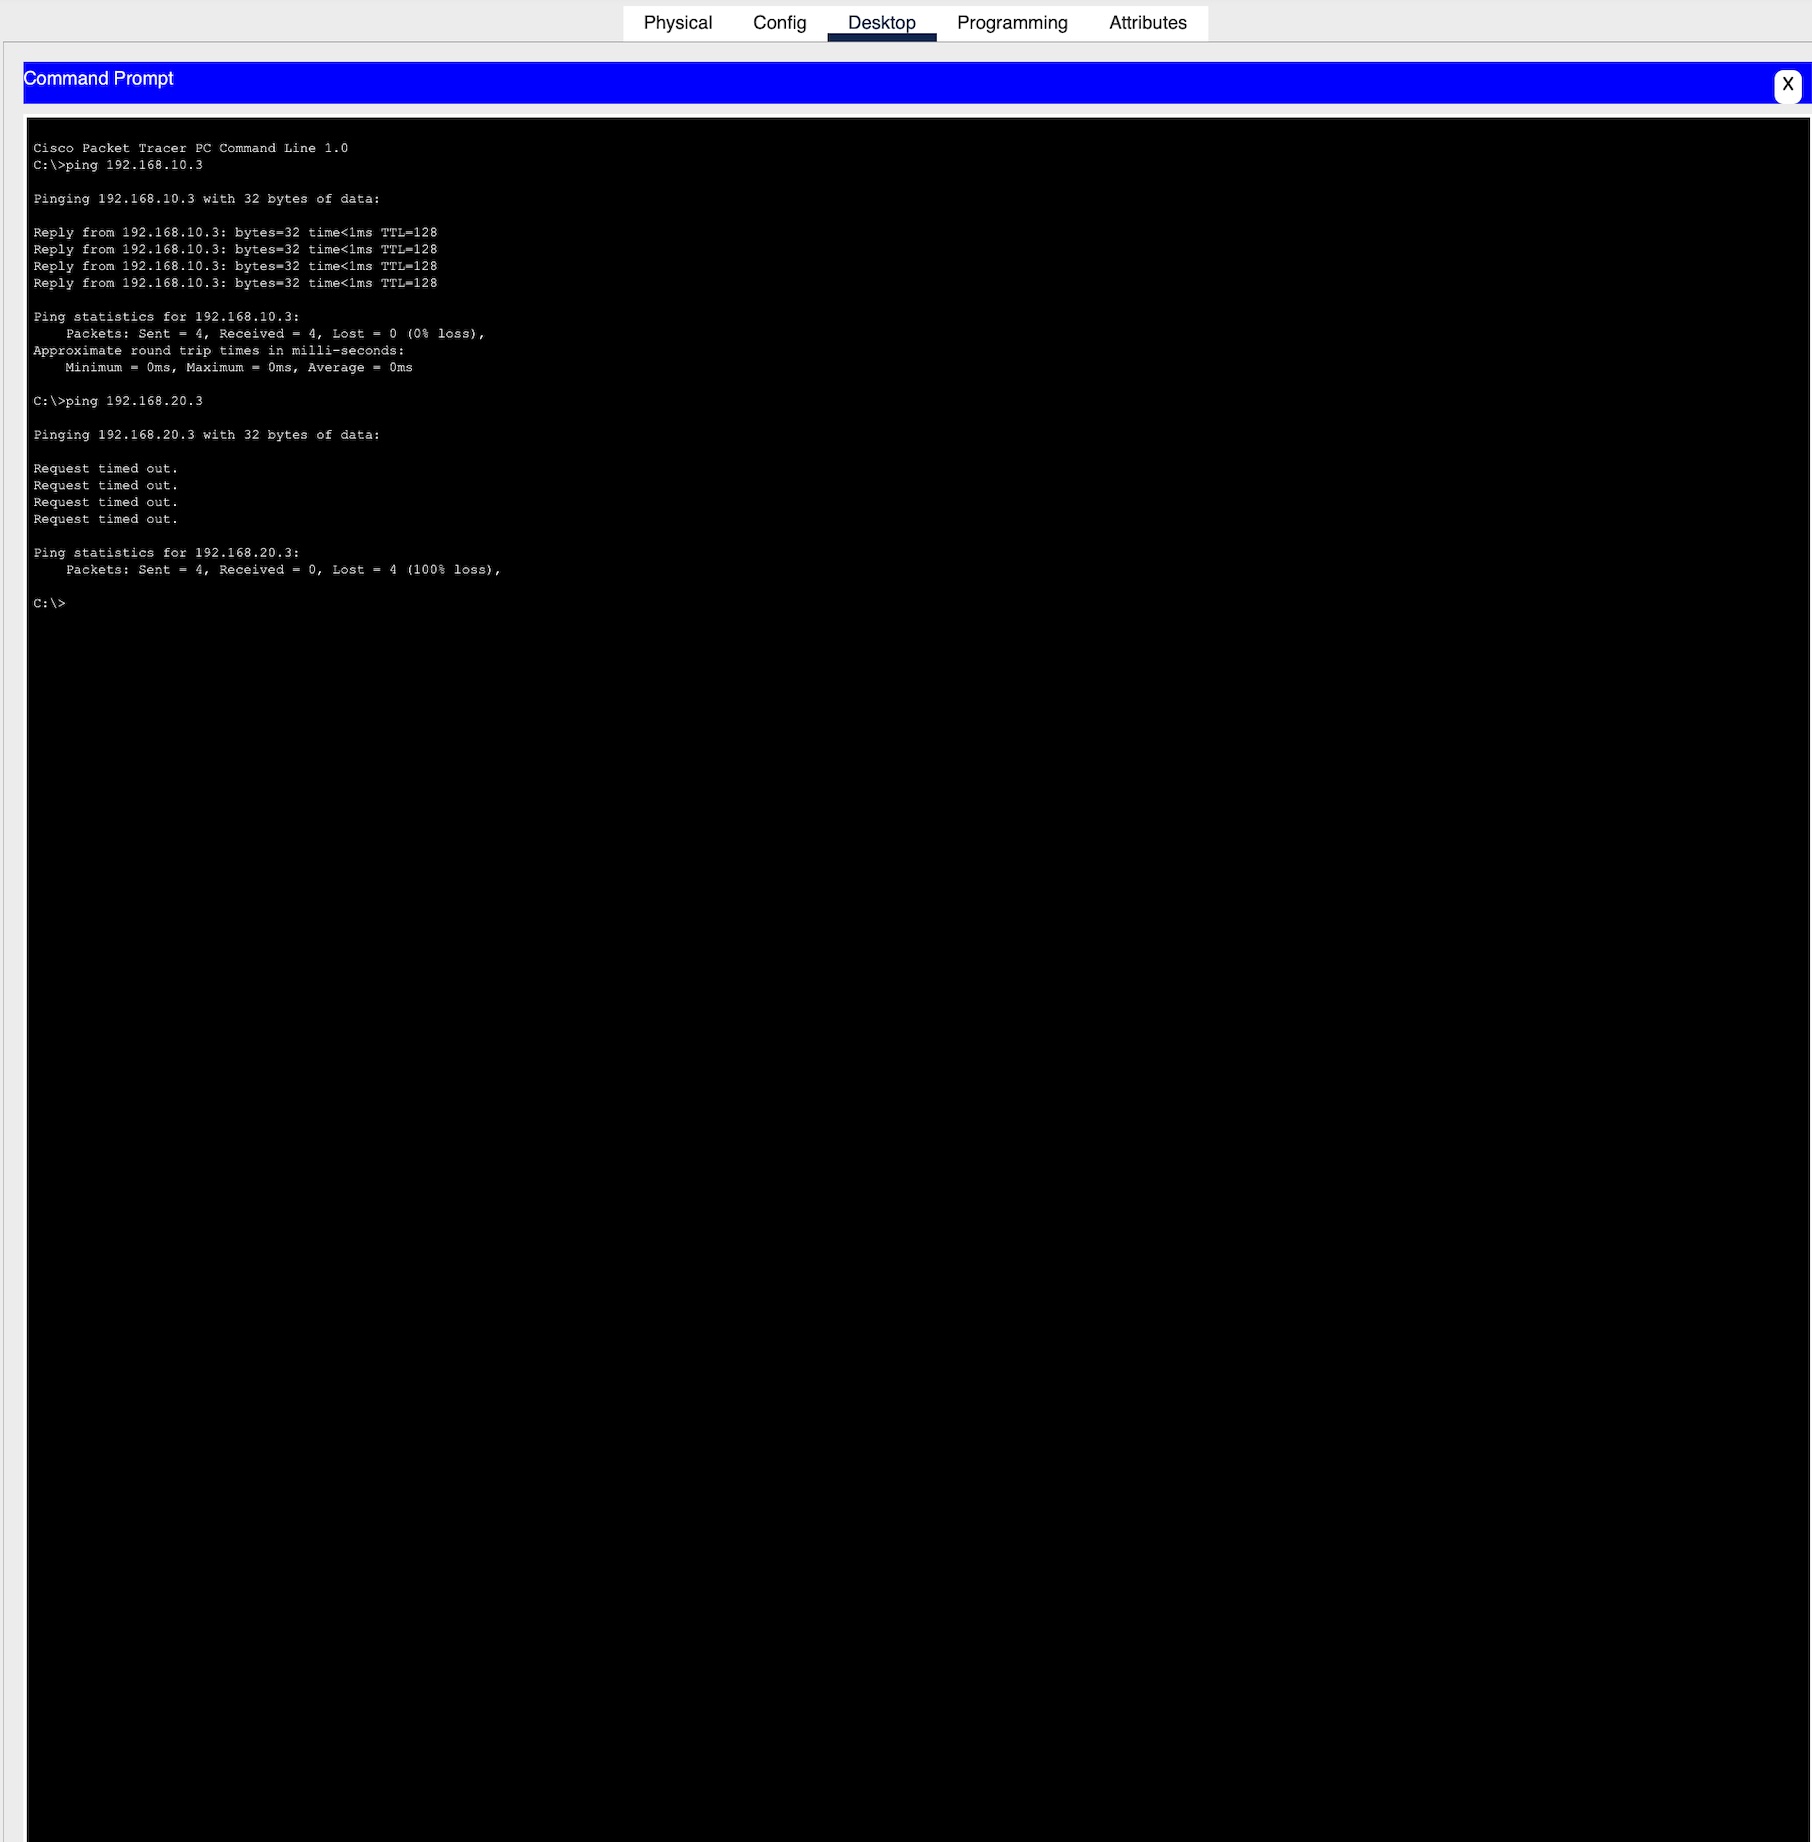 Physical Config Desktop Programming Attributes
Command Prompt
X
Cisco Packet Tracer PC Command Line 1.0
C:\>ping 192.168.10.3
Pinging 192.168.10.3 with 32 bytes of data:
Reply from 192.168.10.3: bytes=32 time<1ms TTL=128
Reply from 192.168.10.3: bytes=32 time<1ms TTL=128
Reply from 192.168.10.3: bytes=32 time<1ms TTL=128
Reply from 192.168.10.3: bytes=32 time<1ms TTL=128
Ping statistics for 192.168.10.3:
Packets: Sent = 4, Received = 4, Lost = 0 (0% loss),
Approximate round trip times in milli-seconds:
Minimum = 0ms, Maximum = 0ms, Average = 0ms
C:\>ping 192.168.20.3
Pinging 192.168.20.3 with 32 bytes of data:
Request timed out.
Request timed out.
Request timed out.
Request timed out.
Ping statistics for 192.168.20.3:
Packets: Sent = 4, Received = 0, Lost = 4 (100% loss),
C:\>